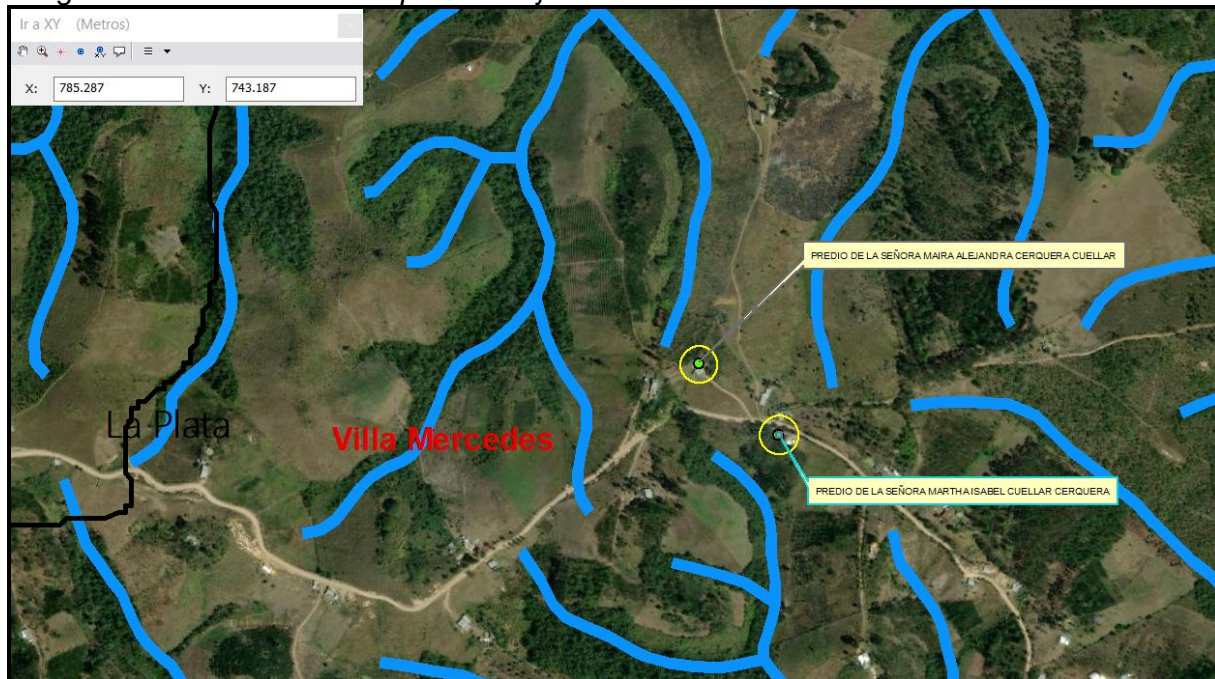 Ir a XY (Metros)
X: 785.287 Y: 743.187
PREDIO DE LA SEÑORA MAIRA ALEJANDRA CERQUERA CUELLAR
La Plata
Villa Mercedes
PREDIO DE LA SEÑORA MARTHA ISABEL CUELLAR CERQUERA